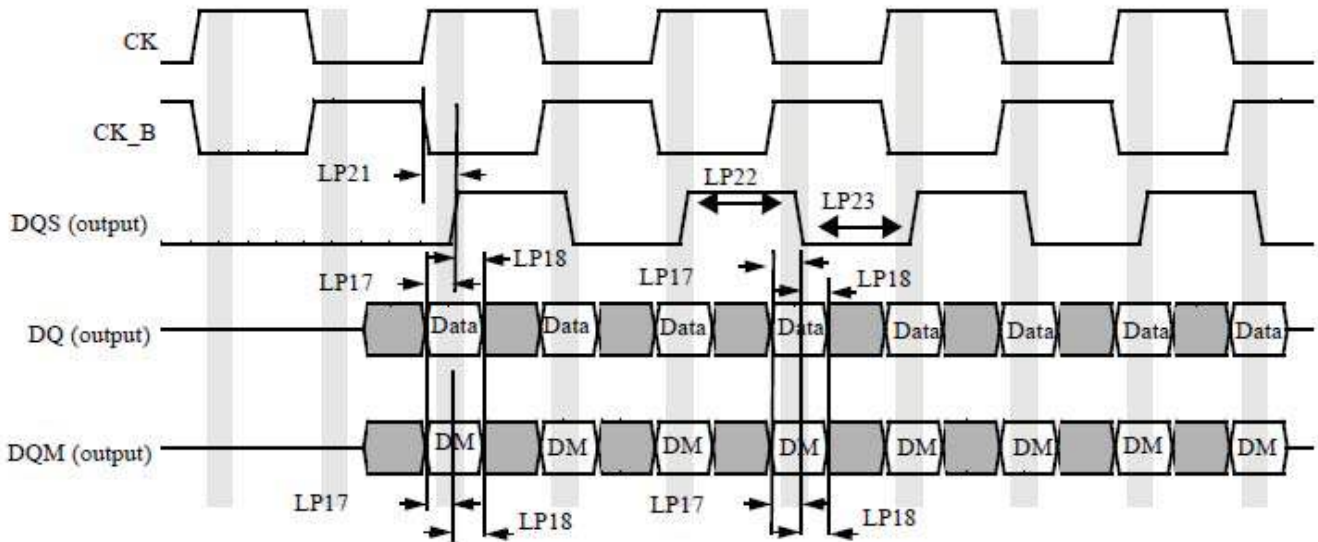 CK
CK_B
LP21
LP22
LP23
DQS (output)
LP18
LP17
LP17
LP18
DQ (output)
Data Data Data Data Data Data Data Data
DQM (output)
DM DM DM DM DM DM DM DM
LP17
LP17
LP18
LP18